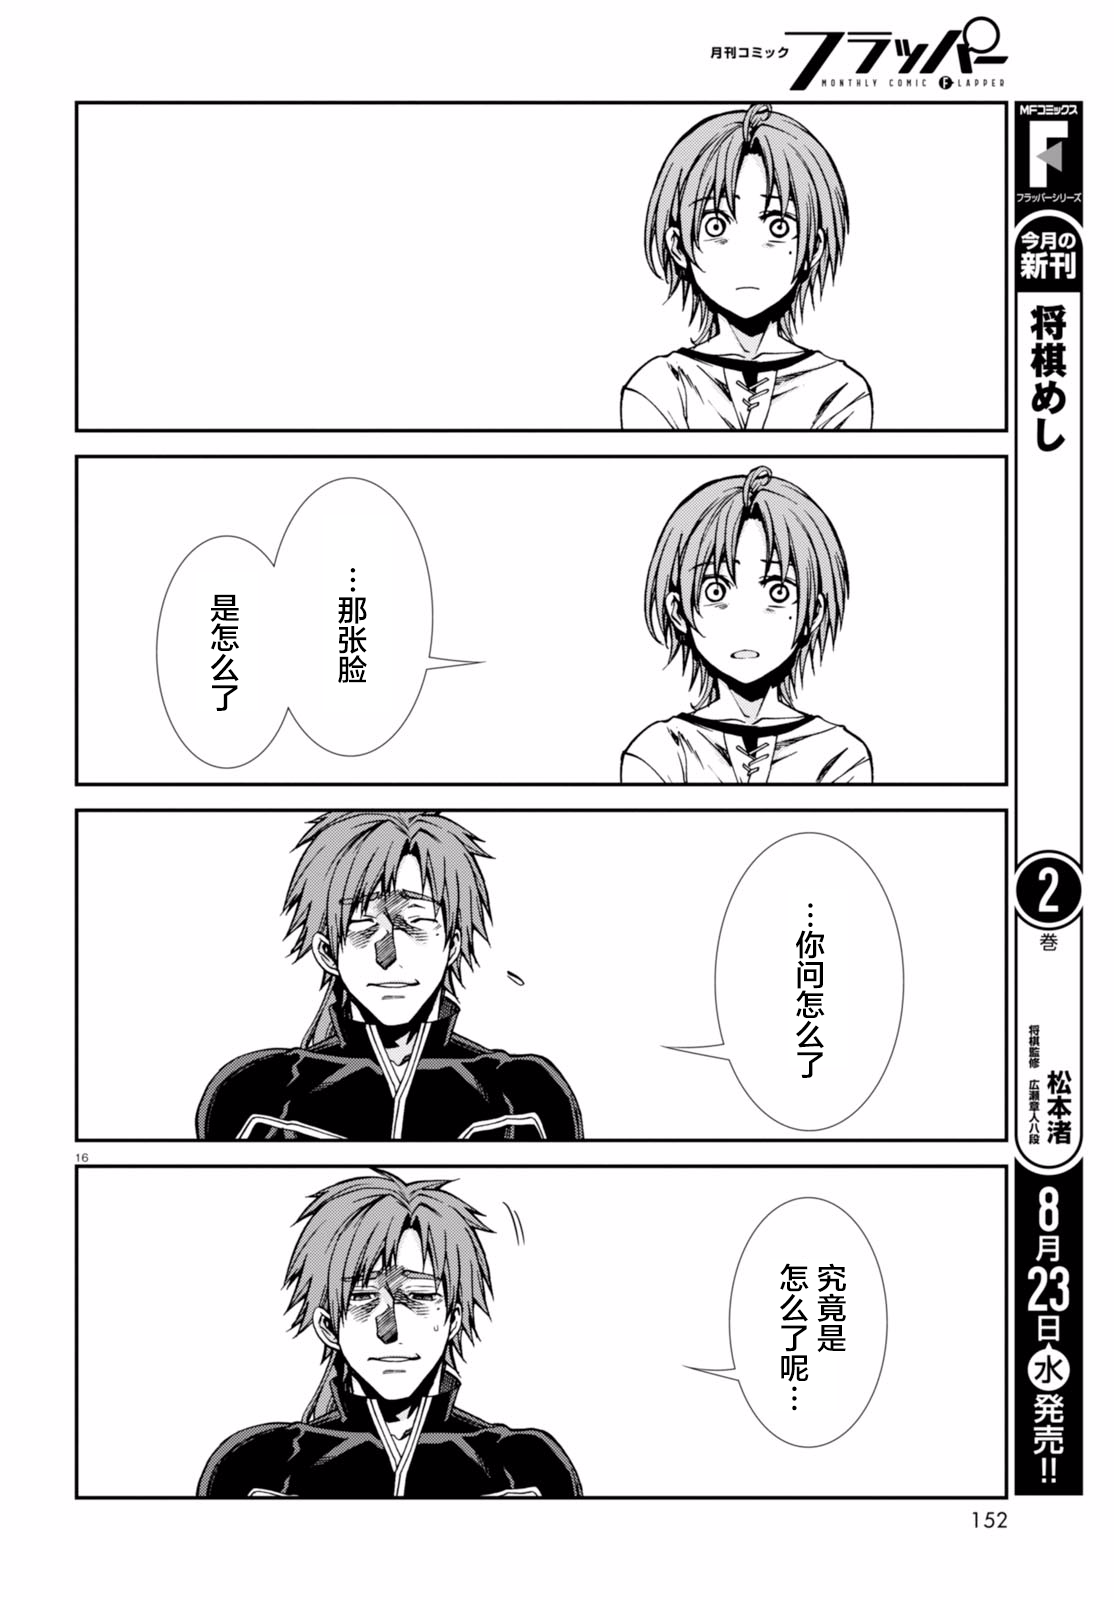 月刊コミック
フラッパー
MONTHLY COMIC FLAPPER
MFコミックス
F
フラッパーシリーズ
今月の
新刊
将棋めし
2
巻
松本渚
将棋監修 広瀬章人八段
8月23日水発売!!
…那张脸
是怎么了
…你问怎么了
16
究竟是
怎么了呢…
152